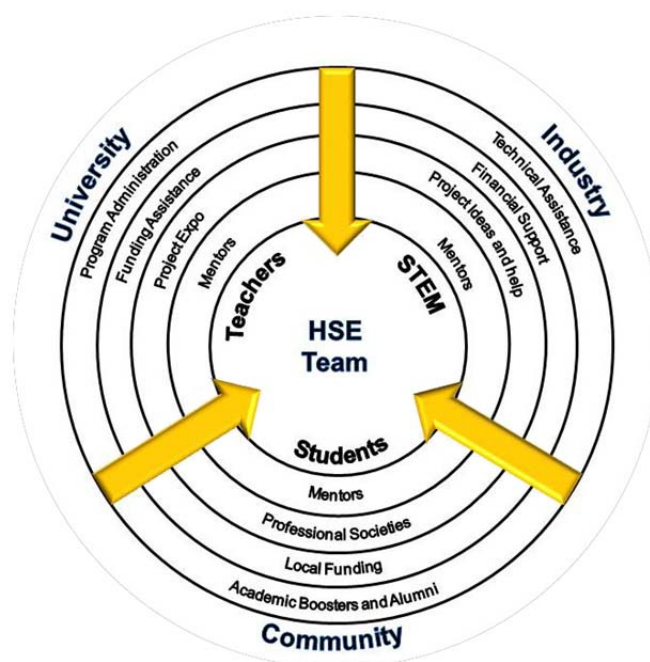 University
Program Administration
Funding Assistance
Project Expo
Mentors
Teachers
Industry
Technical Assistance
Financial Support
Project Ideas and help
Mentors
STEM
HSE
Team
Students
Mentors
Professional Societies
Local Funding
Academic Boosters and Alumni
Community